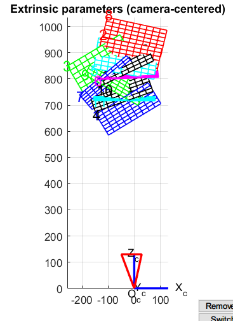 Extrinsic parameters (camera-centered)
1000
900
800
700
600
500
400
300
200
100
0
-200 -100 0 100
X c
Z c
O c
Remove
Switch